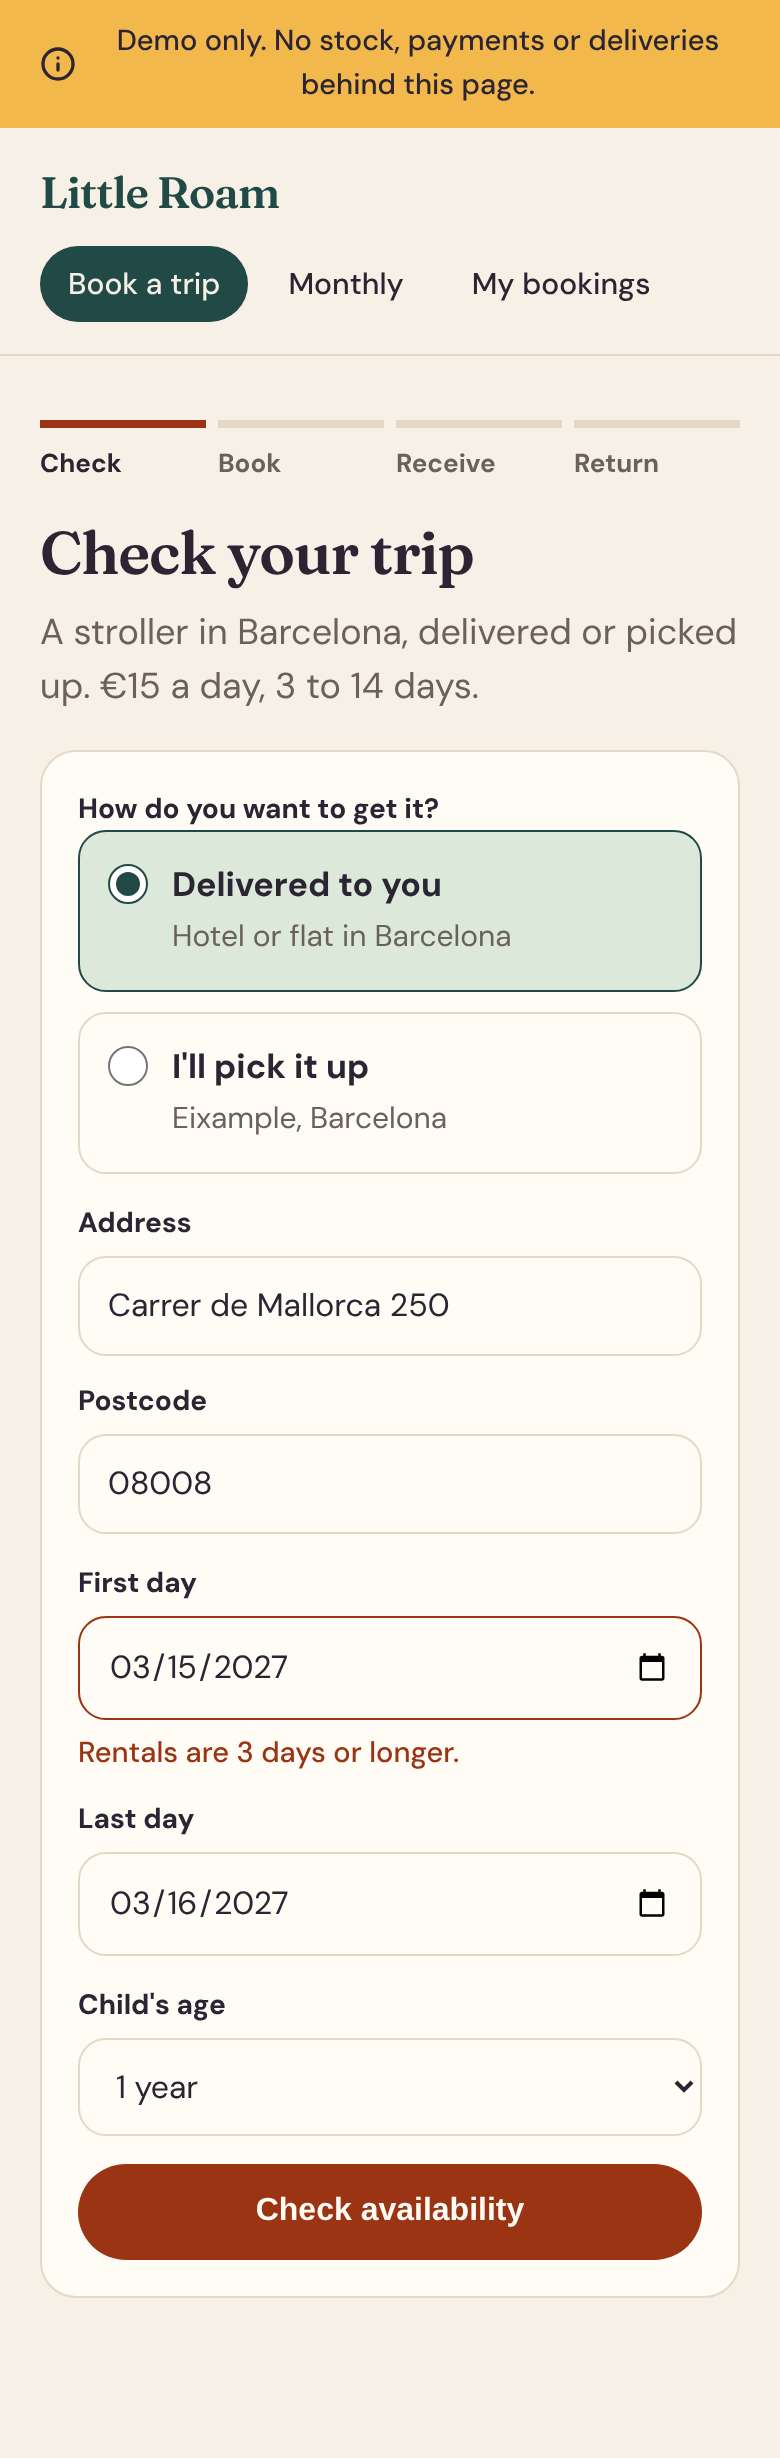 Demo only. No stock, payments or deliveries
behind this page.
Little Roam
Book a trip
Monthly
My bookings
Check
Book
Receive
Return
Check your trip
A stroller in Barcelona, delivered or picked
up. €15 a day, 3 to 14 days.
How do you want to get it?
Delivered to you
Hotel or flat in Barcelona
I'll pick it up
Eixample, Barcelona
Address
Carrer de Mallorca 250
Postcode
08008
First day
03/15/2027
Rentals are 3 days or longer.
Last day
03/16/2027
Child's age
1 year
Check availability